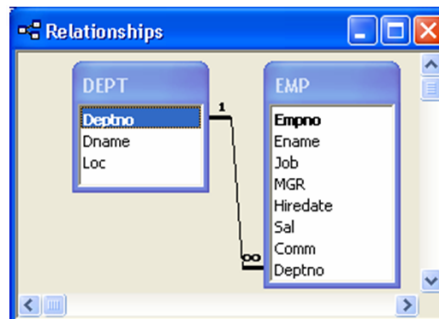 Relationships
DEPT
Deptno
Dname
Loc
1
∞
EMP
Empno
Ename
Job
MGR
Hiredate
Sal
Comm
Deptno